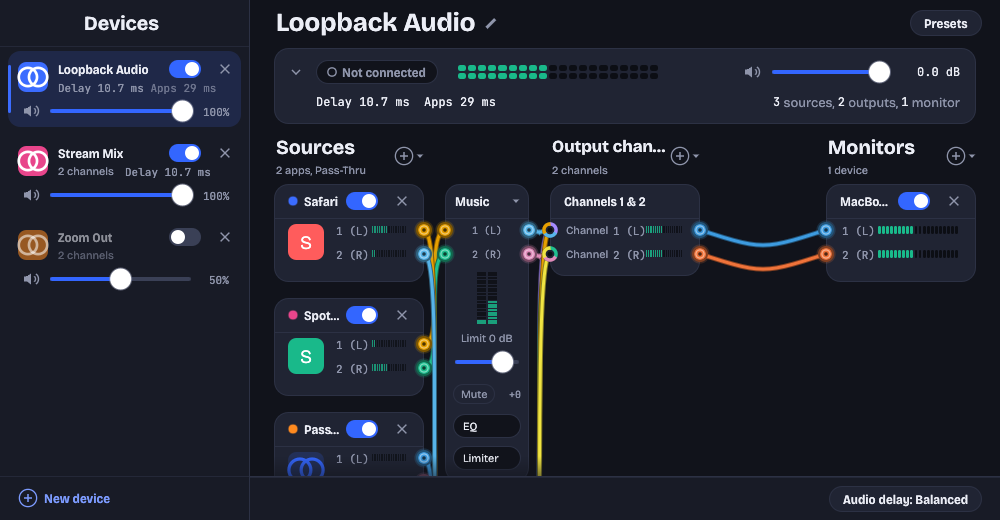 Devices
Loopback Audio
Delay 10.7 ms Apps 29 ms
100%
Stream Mix
2 channels Delay 10.7 ms
100%
Zoom Out
2 channels
50%
New device
Loopback Audio
Presets
Not connected
0.0 dB
Delay 10.7 ms Apps 29 ms
3 sources, 2 outputs, 1 monitor
Sources
2 apps, Pass-Thru
Safari
S
1 (L)
2 (R)
Spot...
S
1 (L)
2 (R)
Pass...
1 (L)
Music
1 (L)
2 (R)
Limit 0 dB
Mute +0
EQ
Limiter
Output chan...
2 channels
Channels 1 & 2
Channel 1 (L)
Channel 2 (R)
Monitors
1 device
MacBo...
1 (L)
2 (R)
Audio delay: Balanced